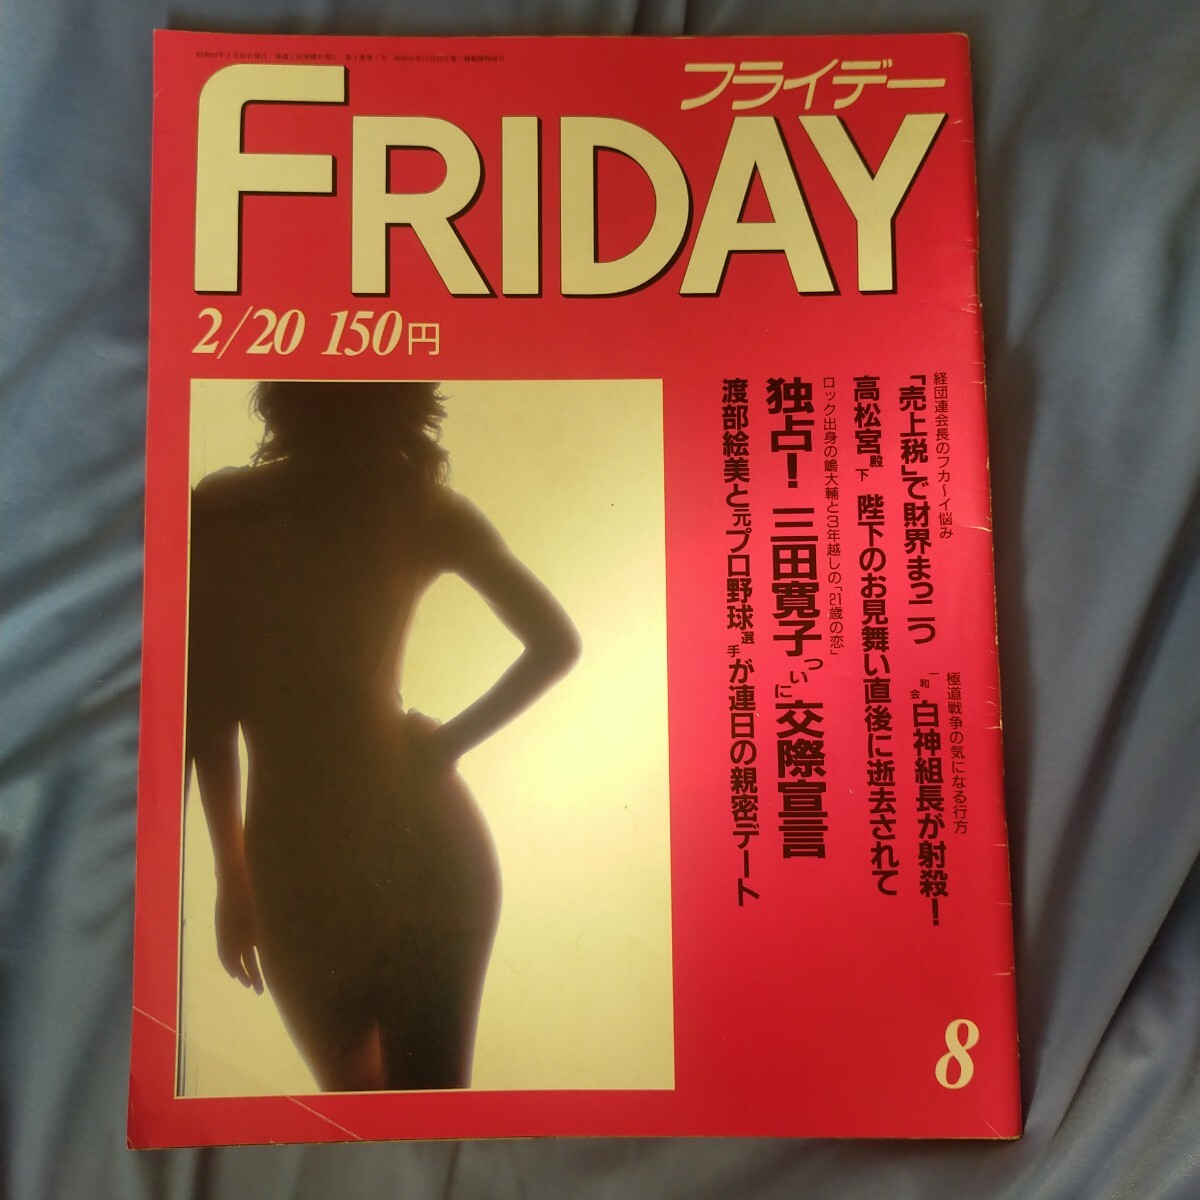 フライデー
FRIDAY
2/20 150円
経団連会長のフカ〜イ悩み
「売上税」で財界まっ二つ
極道戦争の気になる行方
一和会白神組長が射殺！
高松宮殿下 陛下のお見舞い直後に逝去されて
ロック出身の嶋大輔と3年越しの「21歳の恋」
独占！ 三田寛子ついに交際宣言
渡部絵美と元プロ野球選手が連日の親密デート
8